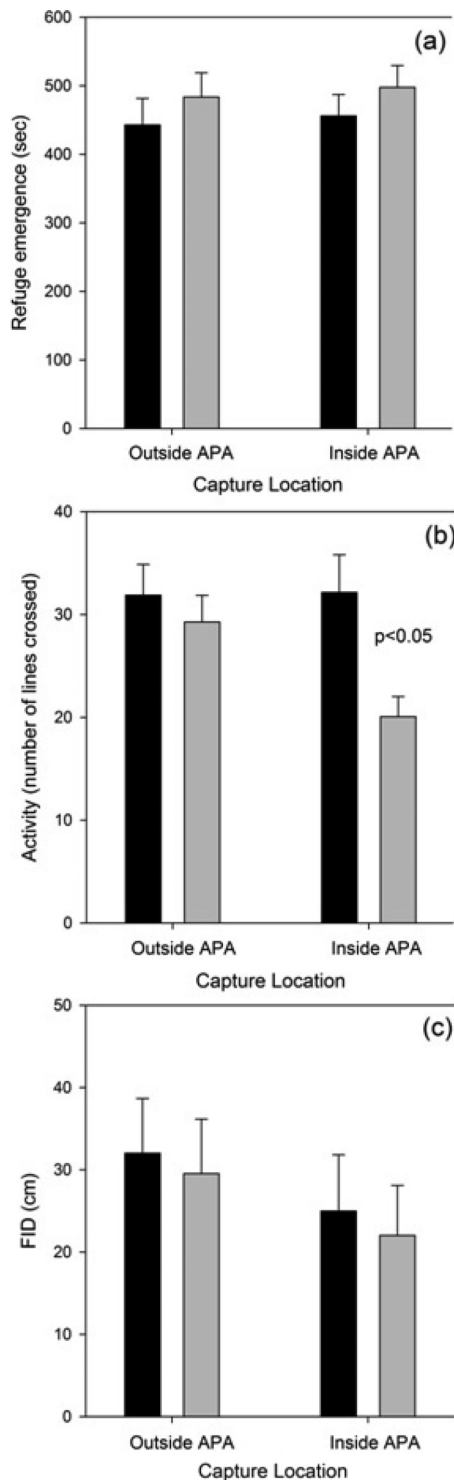 (a)
Refuge emergence (sec)
600
500
400
300
200
100
0
Outside APA Inside APA
Capture Location
(b)
Activity (number of lines crossed)
40
30
20
10
0
p<0.05
Outside APA Inside APA
Capture Location
(c)
FID (cm)
50
40
30
20
10
0
Outside APA Inside APA
Capture Location